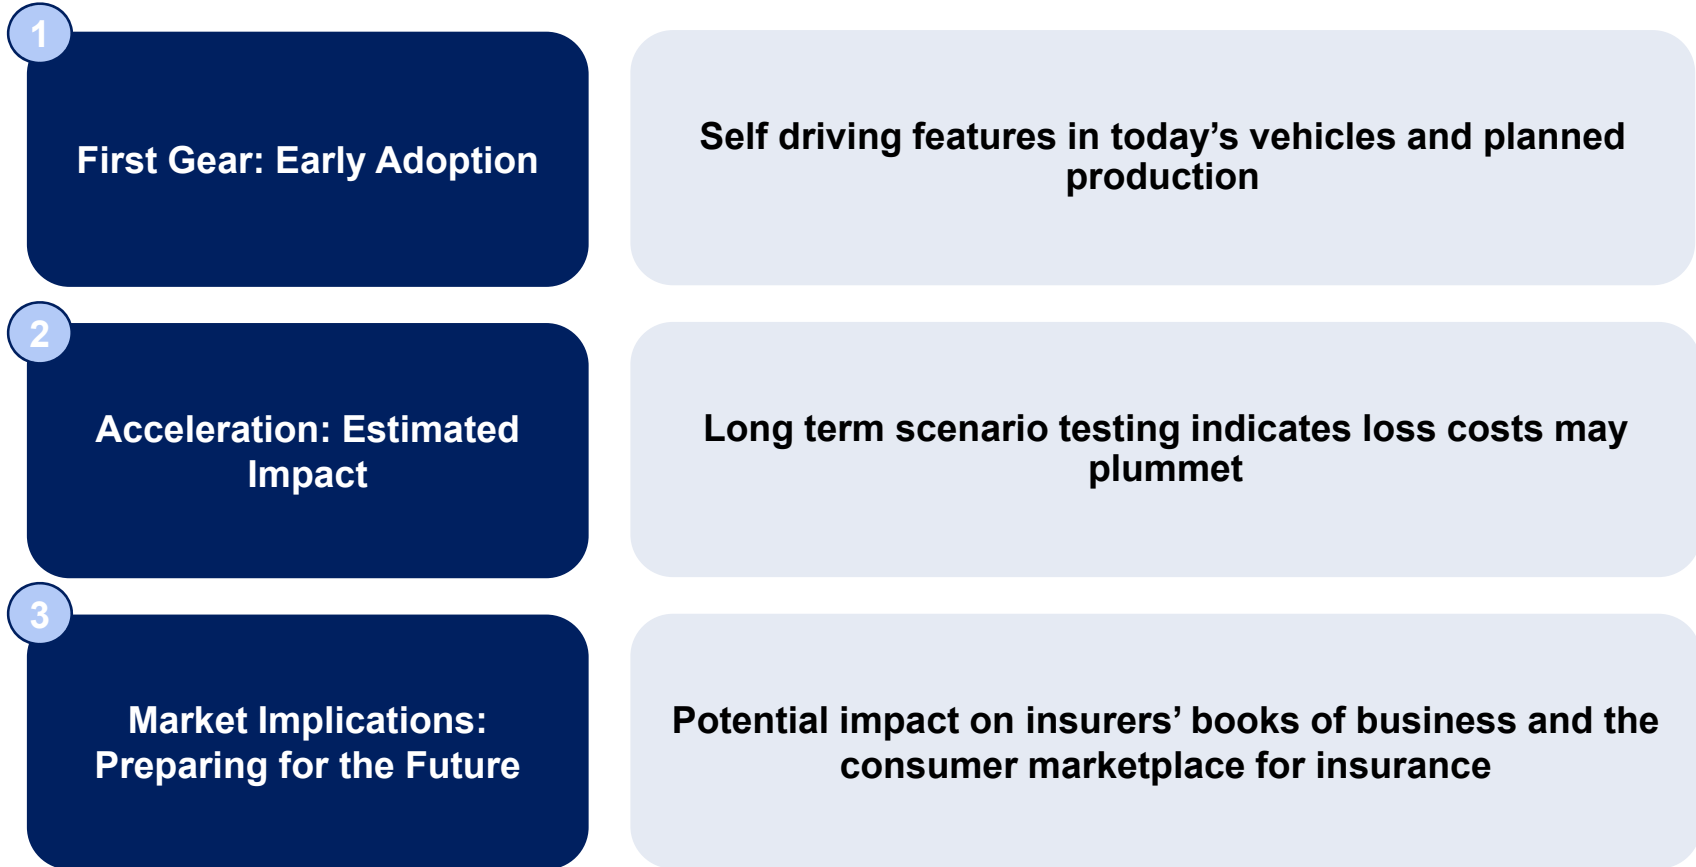 1
First Gear: Early Adoption
Self driving features in today’s vehicles and planned
production
2
Acceleration: Estimated
Impact
Long term scenario testing indicates loss costs may
plummet
3
Market Implications:
Preparing for the Future
Potential impact on insurers’ books of business and the
consumer marketplace for insurance